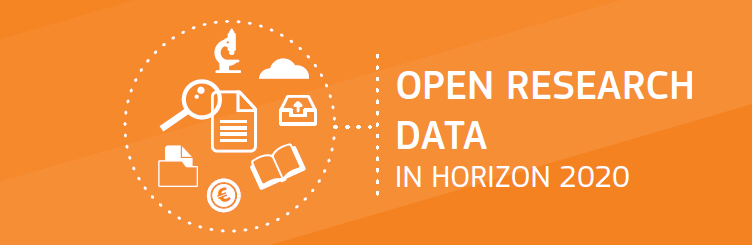 OPEN RESEARCH
DATA
IN HORIZON 2020
€